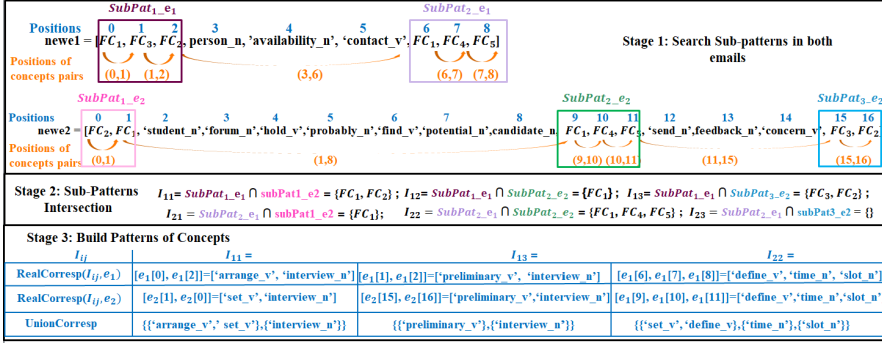 SubPat1_e1 SubPat2_e1
Positions 0 1 2 3 4 5 6 7 8
newe1 = [FC1, FC3, FC2, person_n, 'availability_n', 'contact_v', FC1, FC4, FC5]
Stage 1: Search Sub-patterns in both emails
Positions of concepts pairs (0,1) (1,2) (3,6) (6,7) (7,8)
SubPat1_e2 SubPat2_e2 SubPat3_e2
Positions 0 1 2 3 4 5 6 7 8 9 10 11 12 13 14 15 16
newe2 = [FC2, FC1, 'student_n','forum_n','hold_v','probably_n','find_v','potential_n',candidate_n, FC1, FC4, FC5, 'send_n',feedback_n,'concern_v', FC3, FC2]
Positions of concepts pairs (0,1) (1,8) (9,10) (10,11) (11,15) (15,16)
Stage 2: Sub-Patterns Intersection
I11= SubPat1_e1 ∩ subPat1_e2 = {FC1, FC2} ; I12= SubPat1_e1 ∩ SubPat2_e2 = {FC1} ; I13= SubPat1_e1 ∩ SubPat3_e2 = {FC3, FC2} ;
I21 = SubPat2_e1 ∩ subPat1_e2 = {FC1}; I22 = SubPat2_e1 ∩ SubPat2_e2 = {FC1, FC4, FC5} ; I23 = SubPat2_e1 ∩ subPat3_e2 = {}
Stage 3: Build Patterns of Concepts
Iij I11 = I13 = I22 =
RealCorresp(Iij,e1) [e1[0], e1[2]]=['arrange_v', 'interview_n'] [e1[1], e1[2]]=['preliminary_v', 'interview_n'] [e1[6], e1[7], e1[8]]=['define_v','time_n', 'slot_n']
RealCorresp(Iij,e2) [e2[1], e2[0]]=['set_v', 'interview_n'] [e2[15], e2[16]]=['preliminary_v','interview_n'] [e1[9], e1[10], e1[11]]=['define_v','time_n','slot_n']
UnionCorresp {{'arrange_v',' set_v'},{'interview_n'}} {{'preliminary_v'},{'interview_n'}} {{'set_v', 'define_v},{'time_n'},{'slot_n'}}